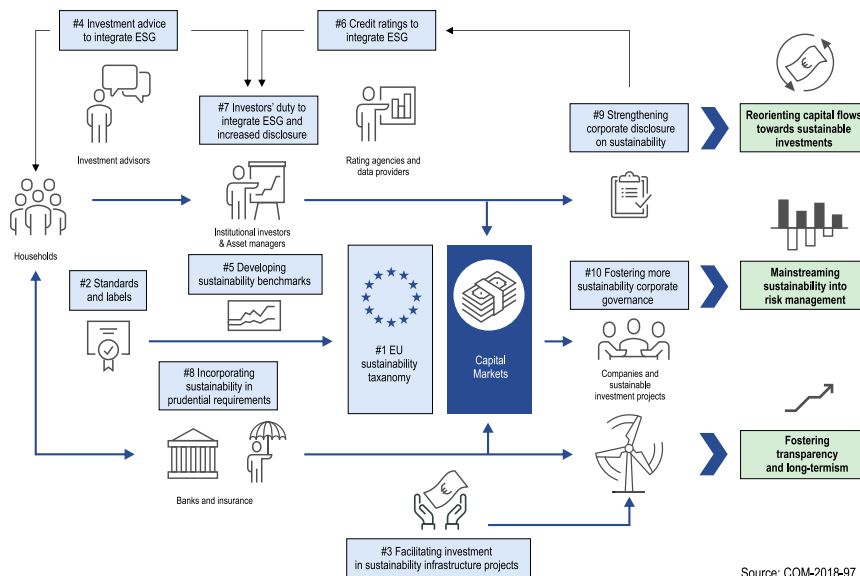 #4 Investment advice
to integrate ESG
#6 Credit ratings to
integrate ESG
#7 Investors' duty to
integrate ESG and
increased disclosure
#9 Strengthening
corporate disclosure
on sustainability
Reorienting capital flows
towards sustainable
investments
Investment advisors
Rating agencies and
data providers
Households
Institutional investors
& Asset managers
#2 Standards
and labels
#5 Developing
sustainability benchmarks
#10 Fostering more
sustainability corporate
governance
Mainstreaming
sustainability into
risk management
#1 EU
sustainability
taxanomy
Capital
Markets
#8 Incorporating
sustainability in
prudential requirements
Companies and
sustainable
investment projects
Banks and insurance
Fostering
transparency
and long-termism
#3 Facilitating investment
in sustainability infrastructure projects
Source: COM-2018-97